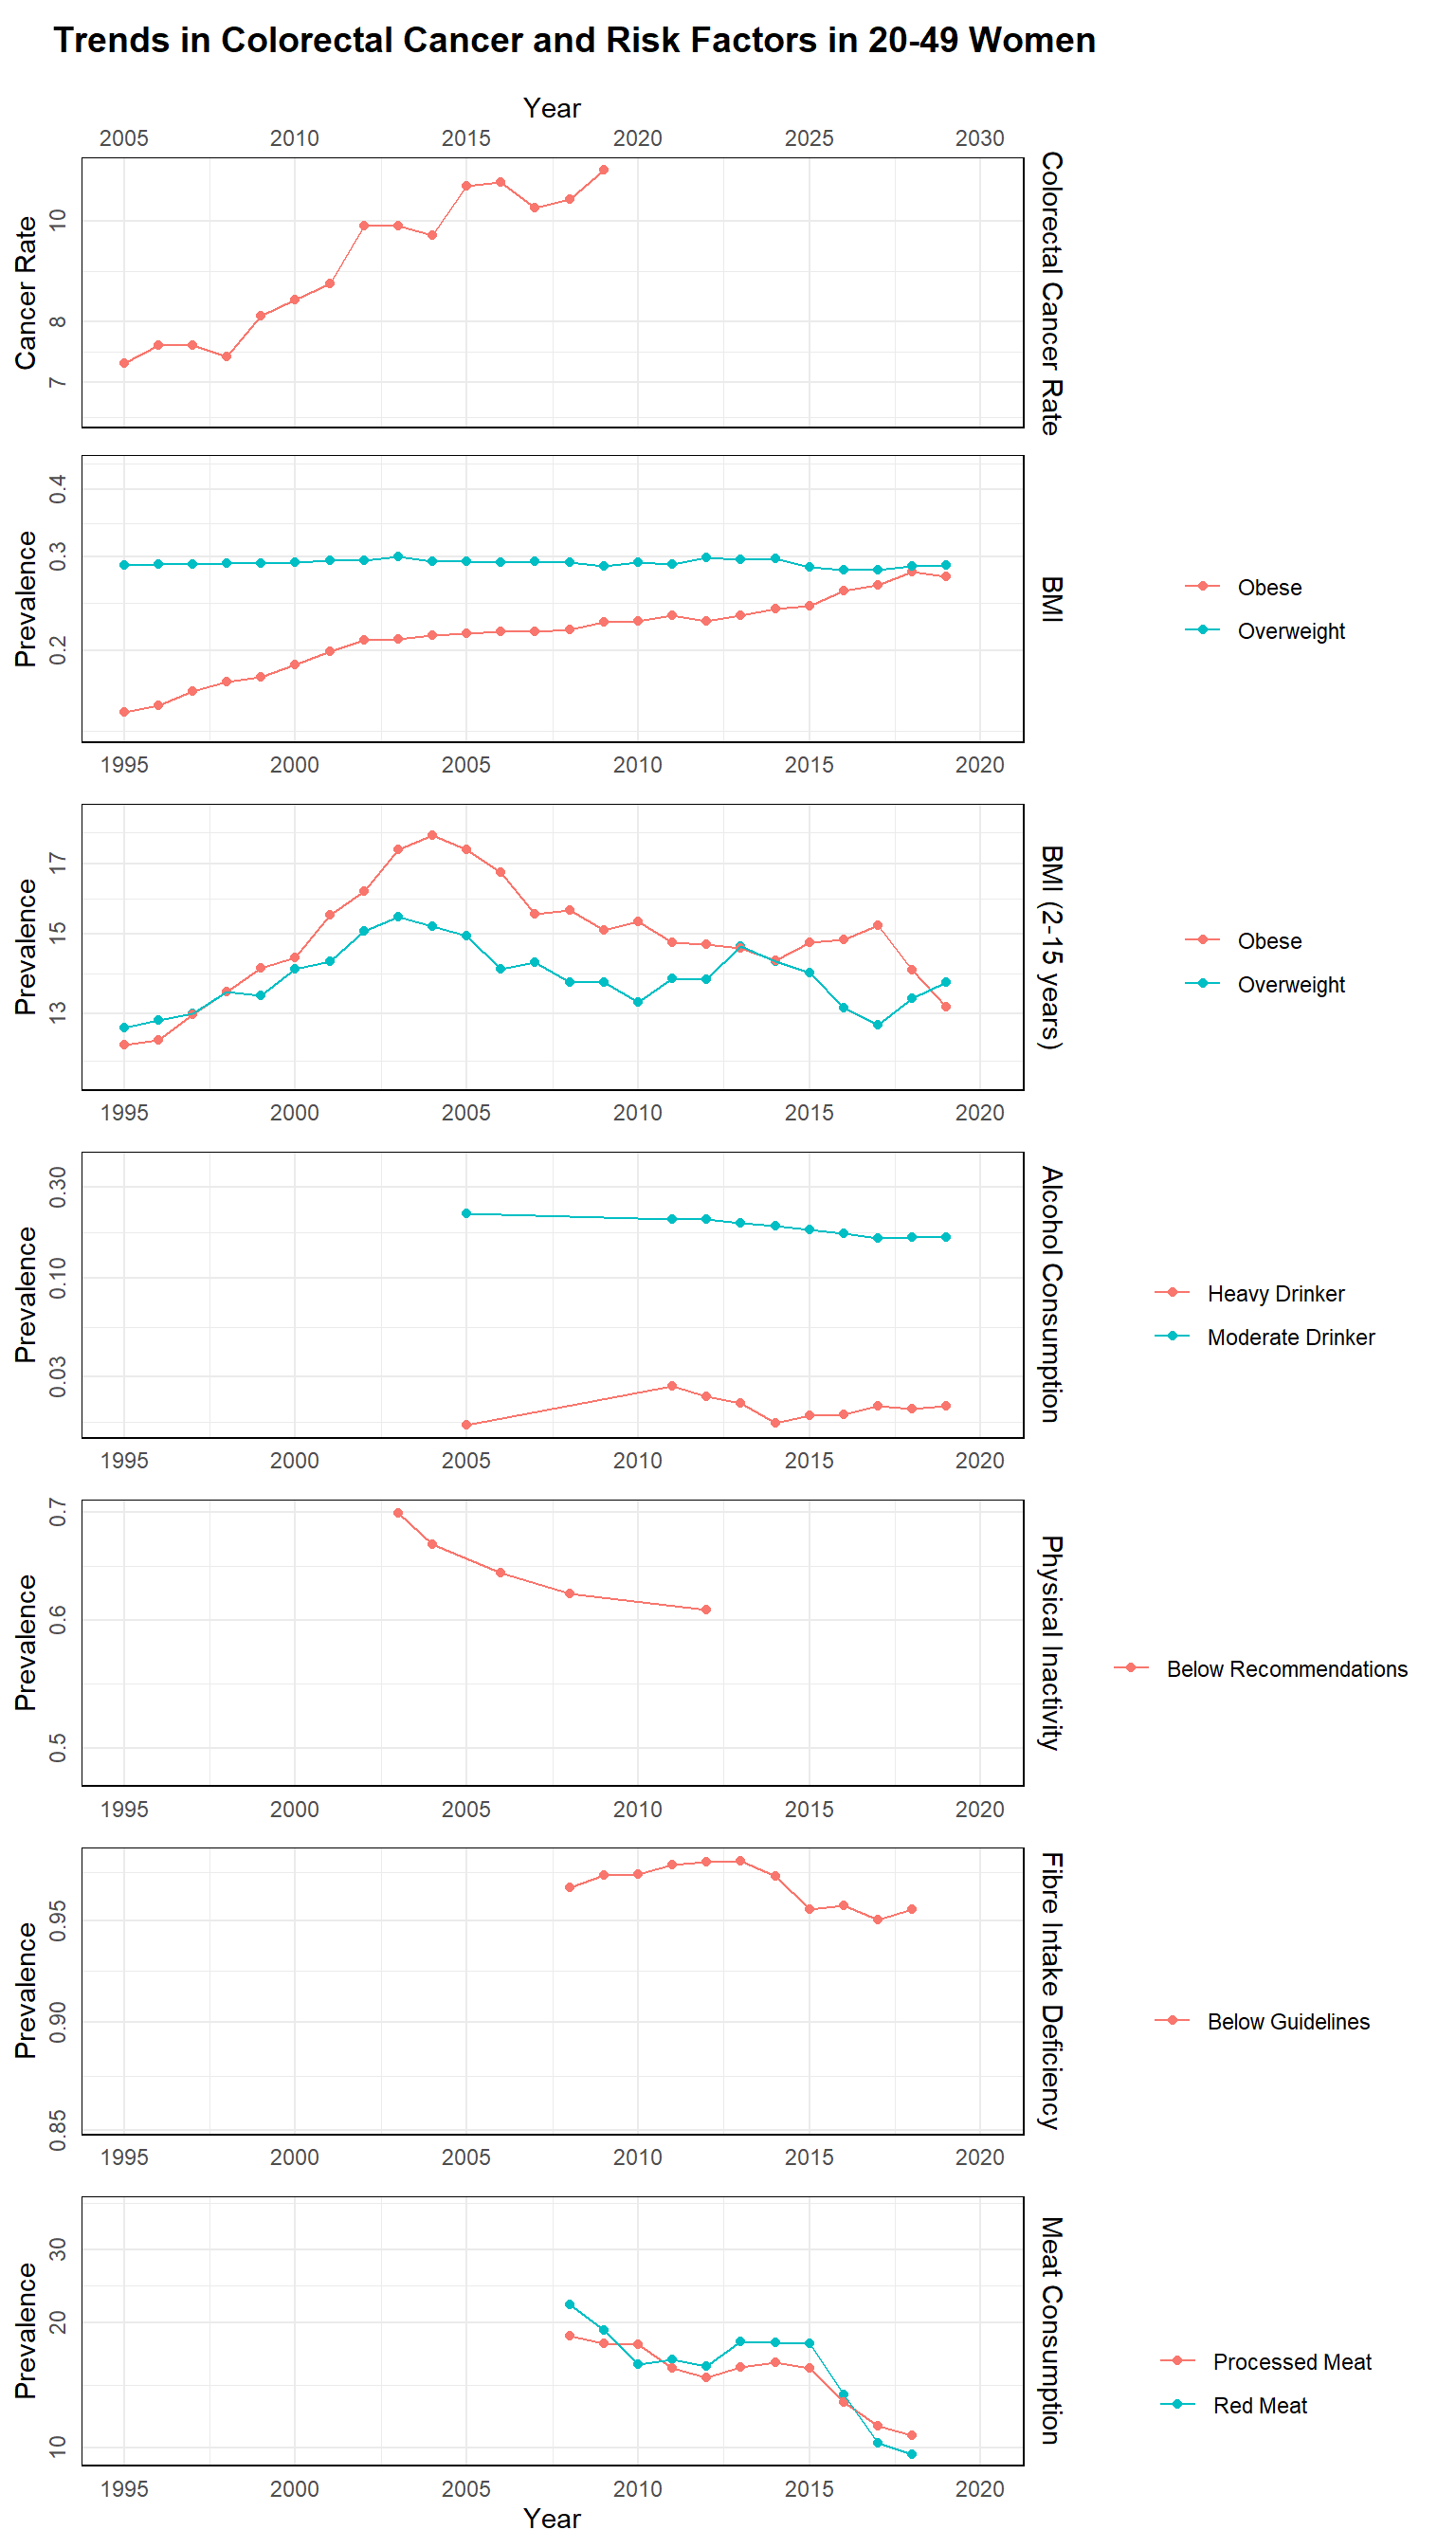 Trends in Colorectal Cancer and Risk Factors in 20-49 Women
Year
2005 2010 2015 2020 2025 2030
Cancer Rate
10
8
7
Colorectal Cancer Rate
Prevalence
0.4
0.3
0.2
BMI
Obese
Overweight
1995 2000 2005 2010 2015 2020
Prevalence
17
15
13
BMI (2-15 years)
Obese
Overweight
1995 2000 2005 2010 2015 2020
Prevalence
0.30
0.10
0.03
Alcohol Consumption
Heavy Drinker
Moderate Drinker
1995 2000 2005 2010 2015 2020
Prevalence
0.7
0.6
0.5
Physical Inactivity
Below Recommendations
1995 2000 2005 2010 2015 2020
Prevalence
0.95
0.90
0.85
Fibre Intake Deficiency
Below Guidelines
1995 2000 2005 2010 2015 2020
Prevalence
30
20
10
Meat Consumption
Processed Meat
Red Meat
1995 2000 2005 2010 2015 2020
Year